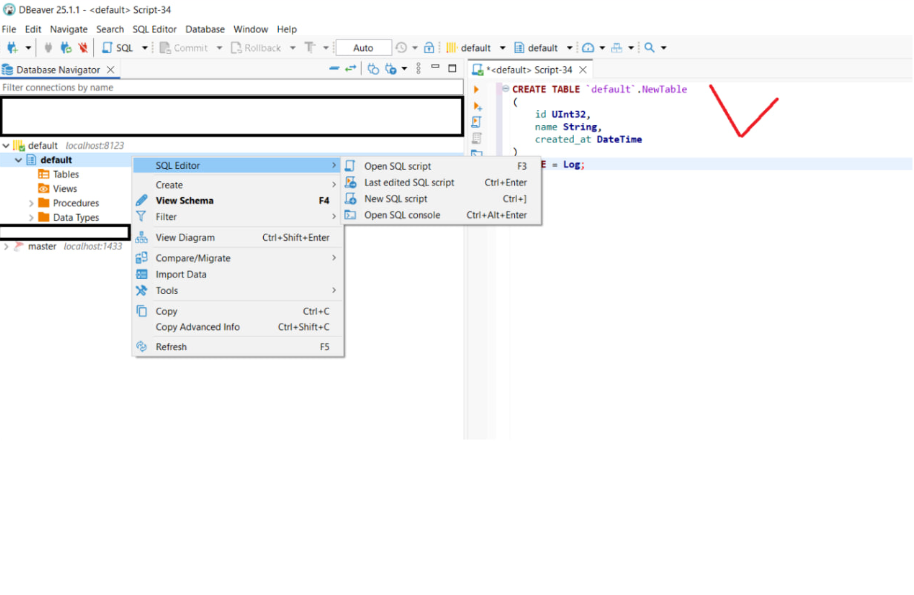 DBeaver 25.1.1 - <default> Script-34
File Edit Navigate Search SQL Editor Database Window Help
SQL Commit Rollback T Auto default default
Database Navigator
*<default> Script-34
Filter connections by name
default localhost:8123
default
Tables
Views
Procedures
Data Types
master localhost:1433
SQL Editor
Create
View Schema F4
Filter
View Diagram Ctrl+Shift+Enter
Compare/Migrate
Import Data
Tools
Copy Ctrl+C
Copy Advanced Info Ctrl+Shift+C
Refresh F5
Open SQL script F3
Last edited SQL script Ctrl+Enter
New SQL script Ctrl+]
Open SQL console Ctrl+Alt+Enter
CREATE TABLE `default`.NewTable
(
id UInt32,
name String,
created_at DateTime
)
E = Log;